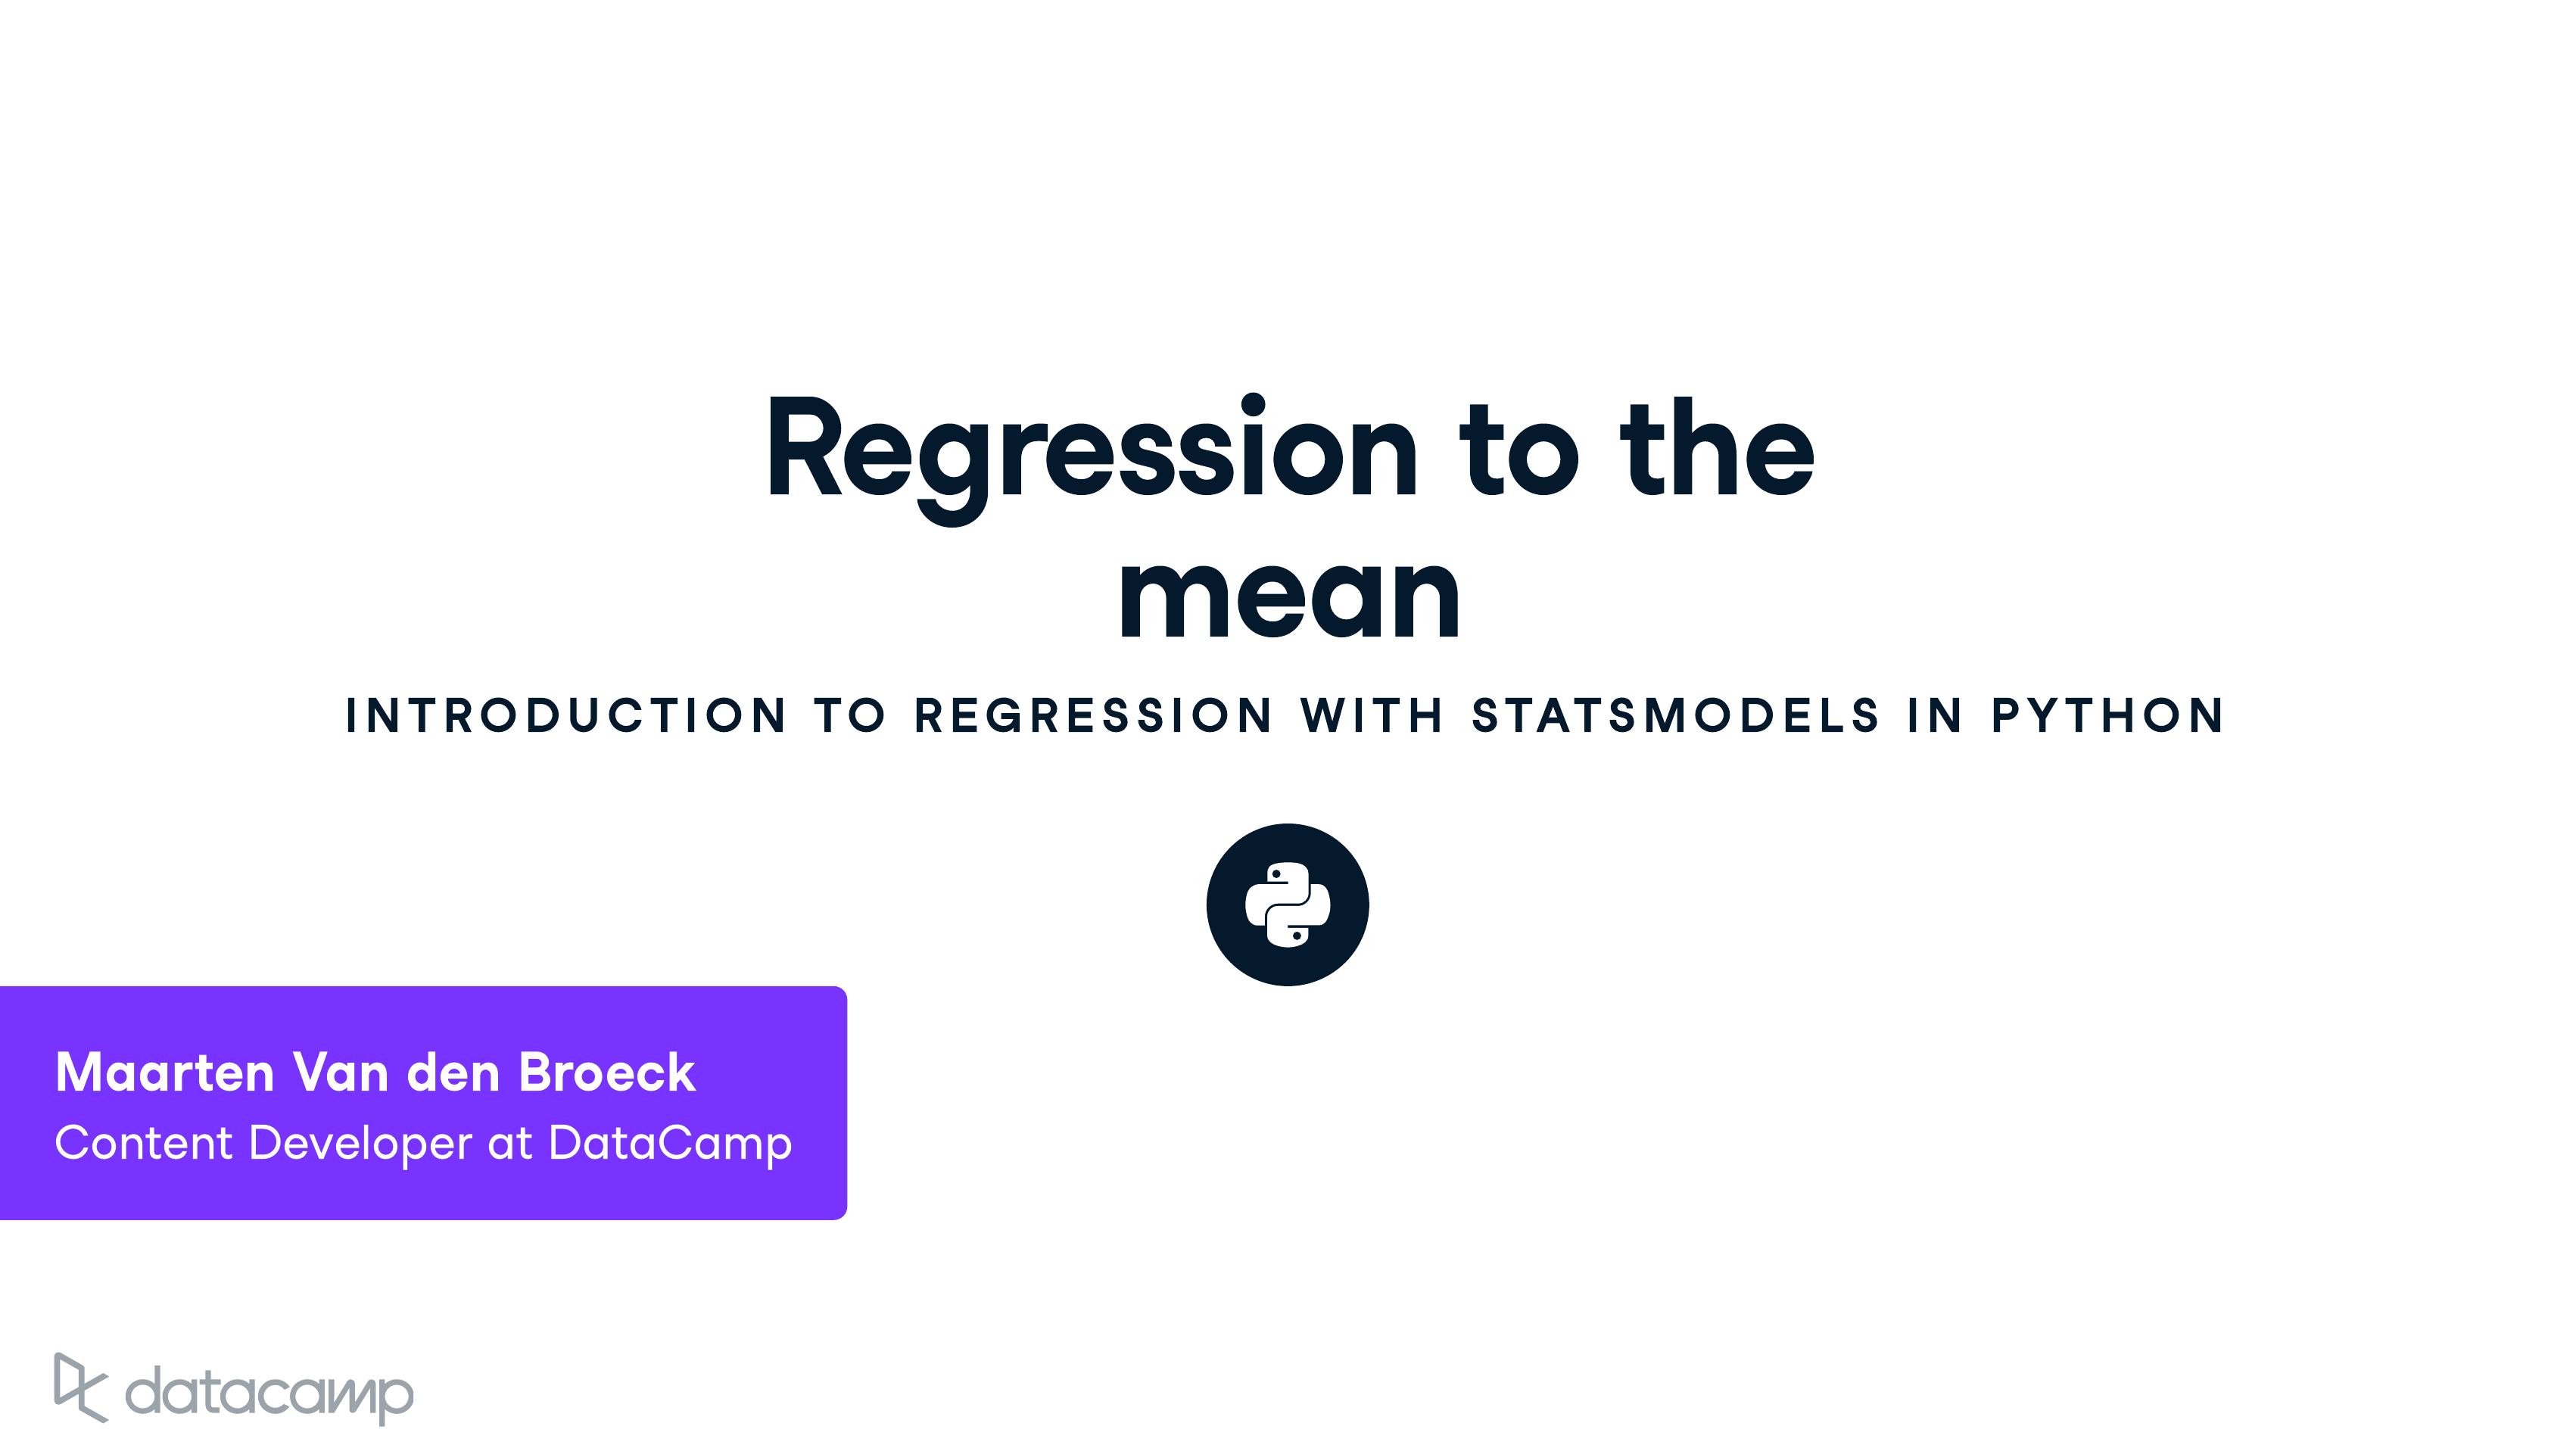 Regression to the
mean
INTRODUCTION TO REGRESSION WITH STATSMODELS IN PYTHON
Maarten Van den Broeck
Content Developer at DataCamp
datacamp